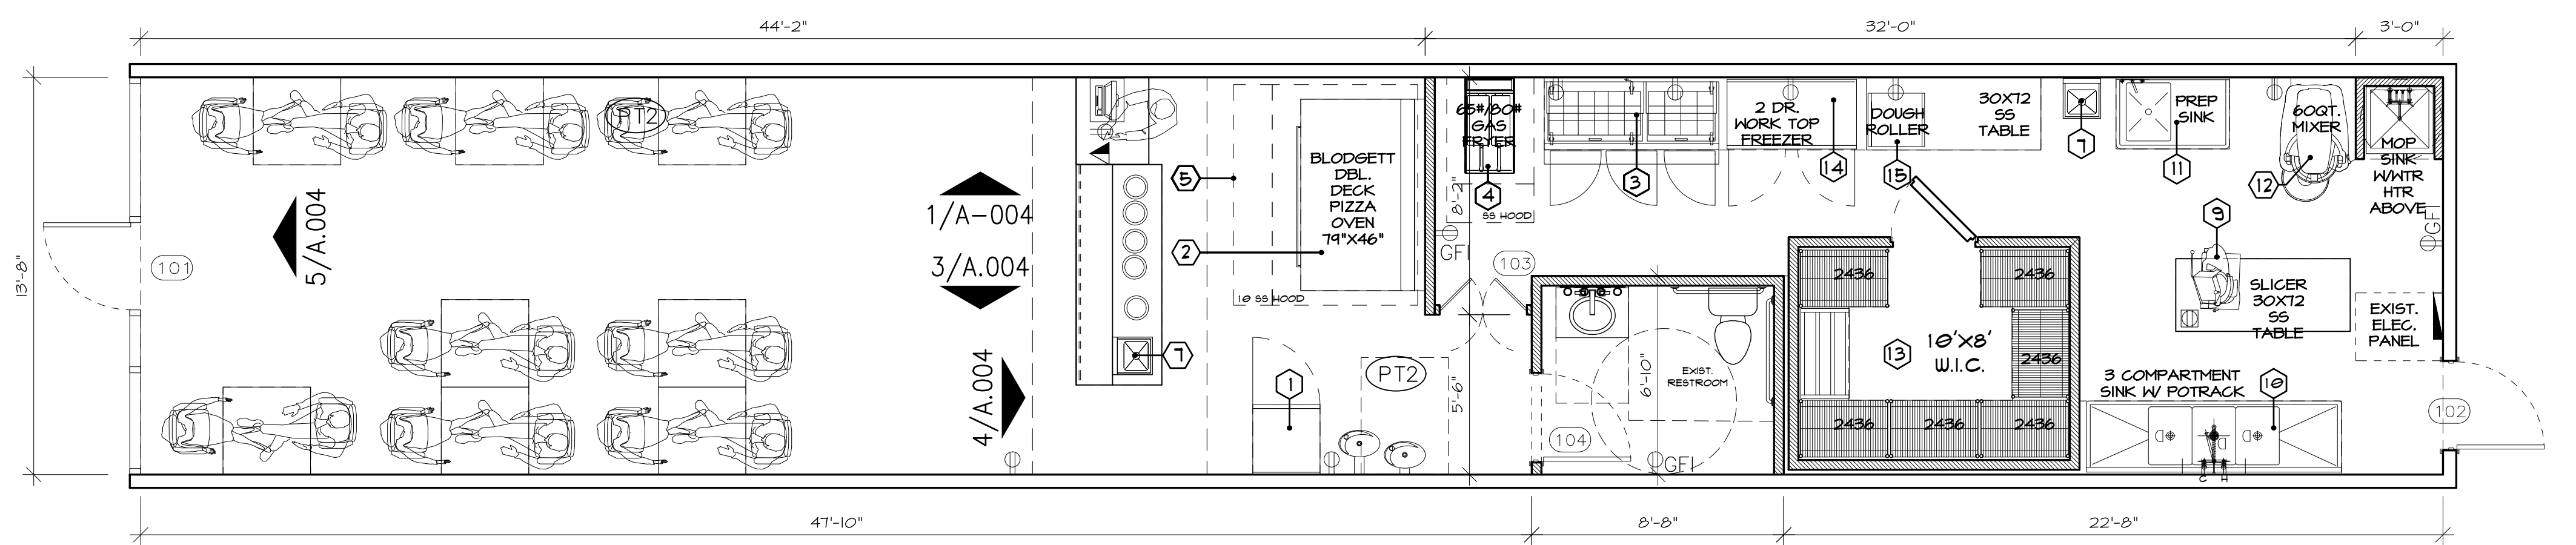 44'-2"
32'-0"
3'-0"
13'-8"
101
5/A.004
PT2
1/A-004
3/A.004
4/A.004
5
2
7
1
10 SS HOOD
BLODGETT
DBL.
DECK
PIZZA
OVEN
79"X46"
PT2
8'-2"
5'-6"
GFI
65#/80#
GAS
FRYER
4
SS HOOD
103
3
2 DR.
WORK TOP
FREEZER
14
DOUGH
ROLLER
15
30X72
SS
TABLE
7
PREP
SINK
11
60QT.
MIXER
12
MOP
SINK
W/WTR
HTR
ABOVE
GFI
9
SLICER
30X72
SS
TABLE
EXIST.
ELEC.
PANEL
104
6'-10"
EXIST.
RESTROOM
GFI
2436
2436
2436
2436
2436
2436
13
10'X8'
W.I.C.
3 COMPARTMENT
SINK W/ POTRACK
10
C H
102
47'-10"
8'-8"
22'-8"